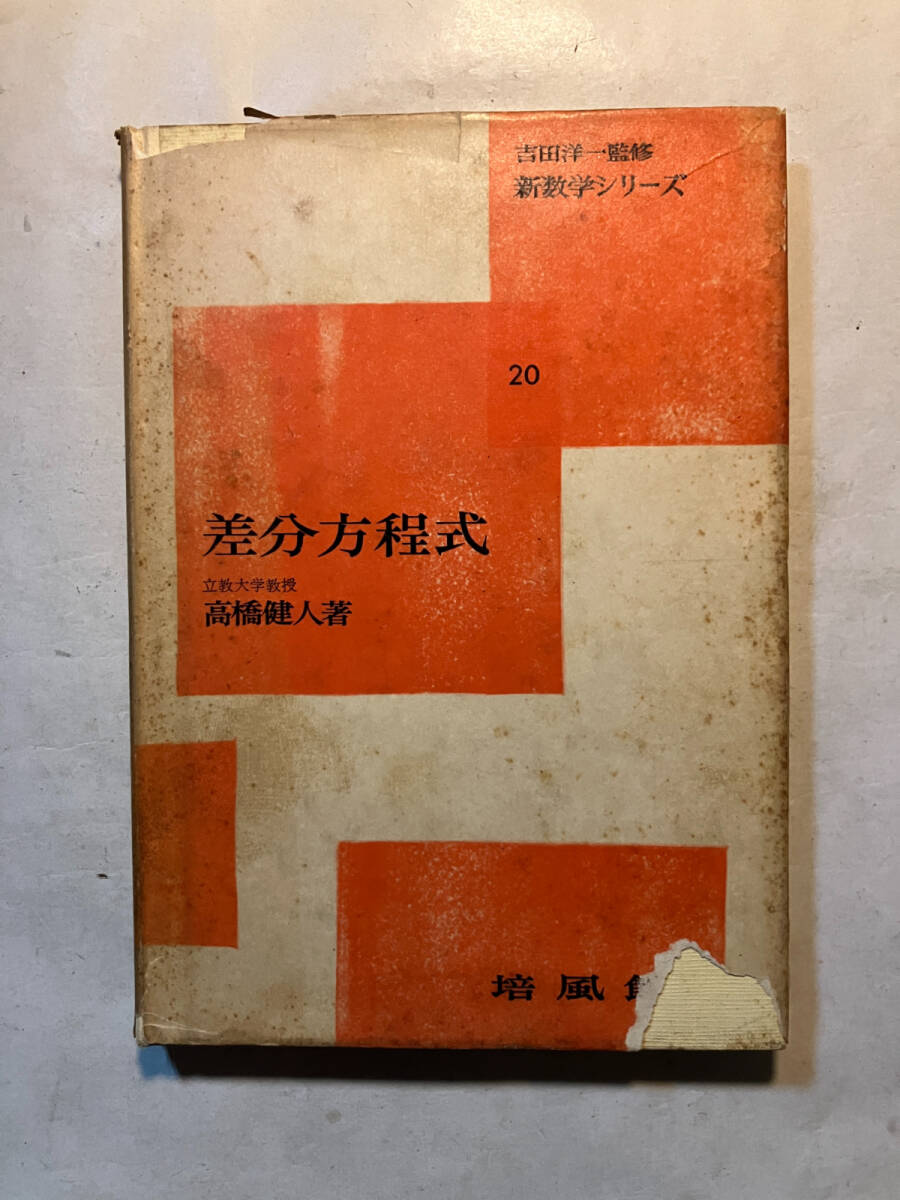 吉田洋一監修
新数学シリーズ
20
差分方程式
立教大学教授
高橋健人著
培風